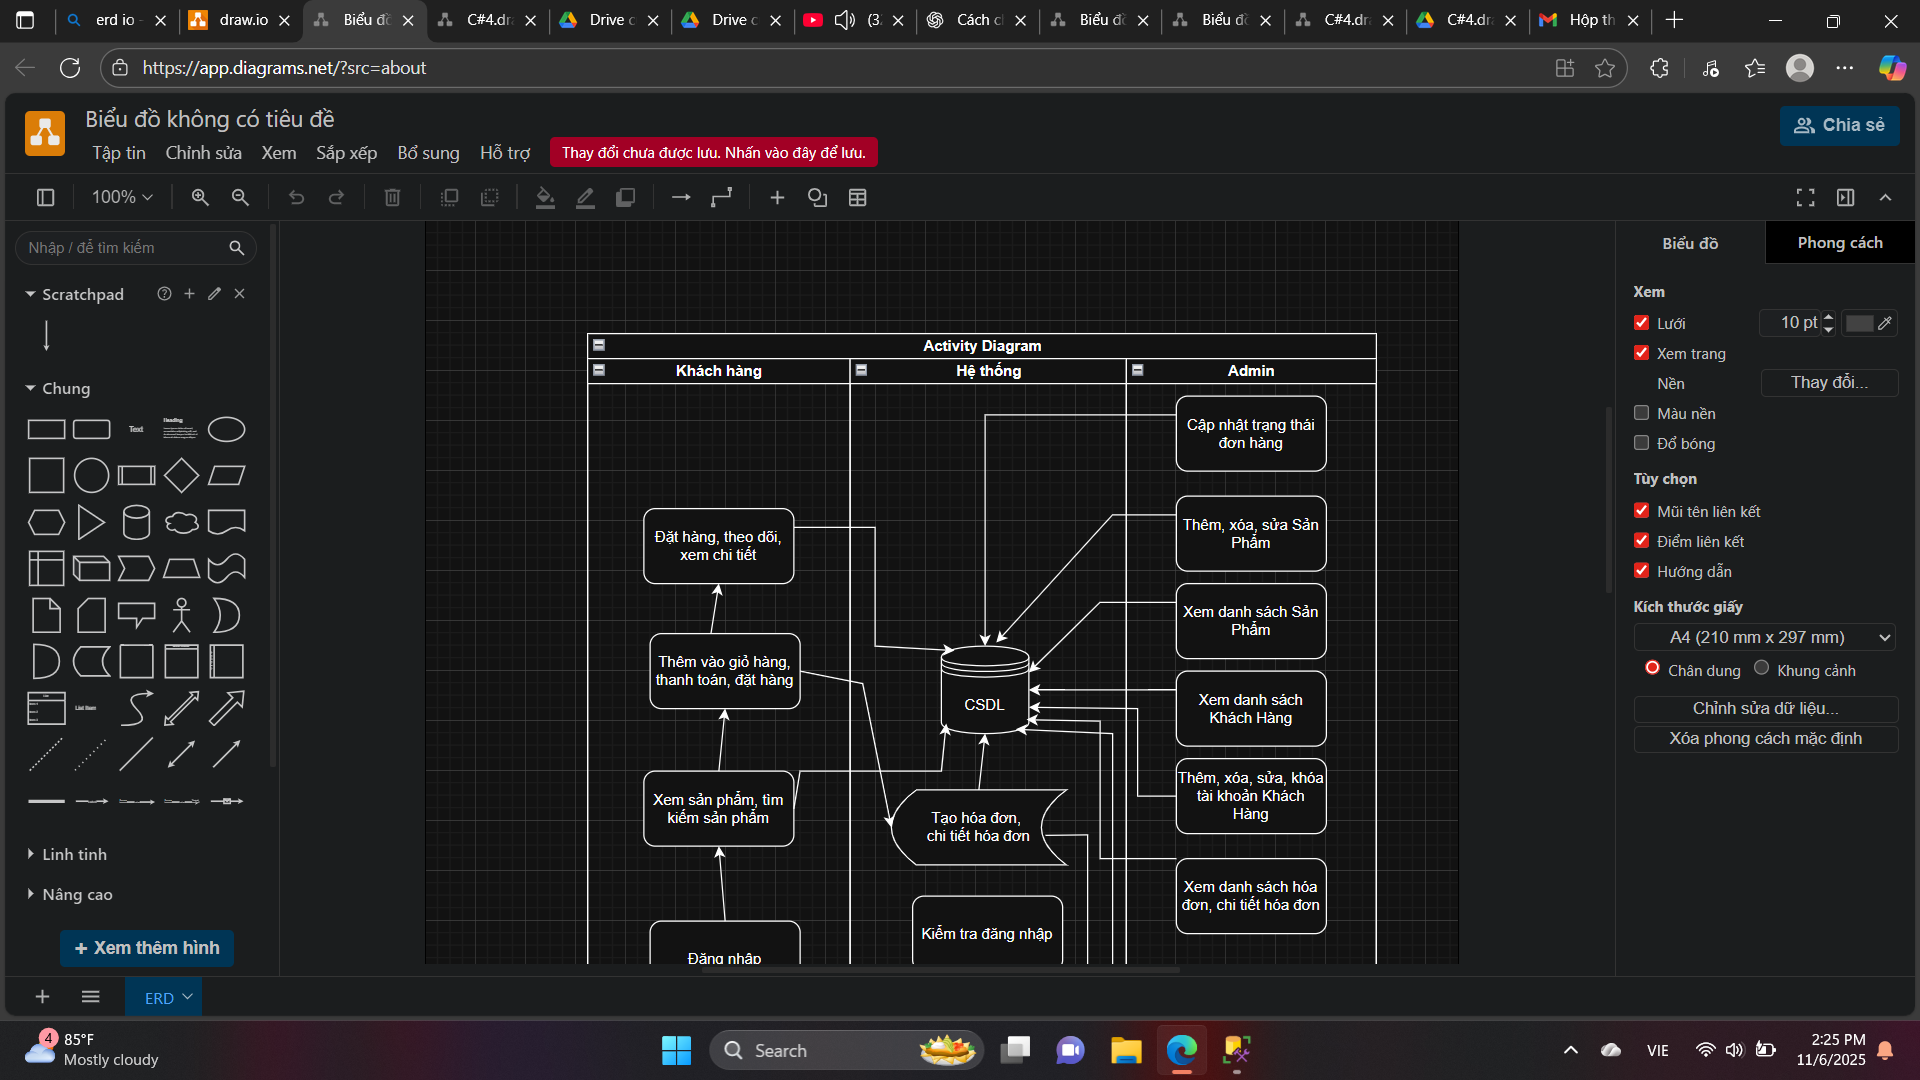 erd io -
draw.io
Biểu đồ
C#4.dra
Drive c
Drive c
(3
Cách c
Biểu đồ
Biểu đồ
C#4.dra
C#4.dra
Hộp th
https://app.diagrams.net/?src=about
Biểu đồ không có tiêu đề
Chia sẻ
Tập tin
Chỉnh sửa
Xem
Sắp xếp
Bổ sung
Hỗ trợ
Thay đổi chưa được lưu. Nhấn vào đây để lưu.
100%
Nhập / để tìm kiếm
Scratchpad
Chung
Text
Heading
List Item
Linh tinh
Nâng cao
+ Xem thêm hình
Activity Diagram
Khách hàng
Hệ thống
Admin
Cập nhật trạng thái
đơn hàng
Thêm, xóa, sửa Sản
Phẩm
Đặt hàng, theo dõi,
xem chi tiết
Xem danh sách Sản
Phẩm
Thêm vào giỏ hàng,
thanh toán, đặt hàng
CSDL
Xem danh sách
Khách Hàng
Thêm, xóa, sửa, khóa
tài khoản Khách
Hàng
Xem sản phẩm, tìm
kiếm sản phẩm
Tạo hóa đơn,
chi tiết hóa đơn
Xem danh sách hóa
đơn, chi tiết hóa đơn
Kiểm tra đăng nhập
Đăng nhập
Biểu đồ
Phong cách
Xem
Lưới
10 pt
Xem trang
Nền
Thay đổi...
Màu nền
Đổ bóng
Tùy chọn
Mũi tên liên kết
Điểm liên kết
Hướng dẫn
Kích thước giấy
A4 (210 mm x 297 mm)
Chân dung
Khung cảnh
Chỉnh sửa dữ liệu...
Xóa phong cách mặc định
ERD
4
85°F
Mostly cloudy
Search
VIE
2:25 PM
11/6/2025